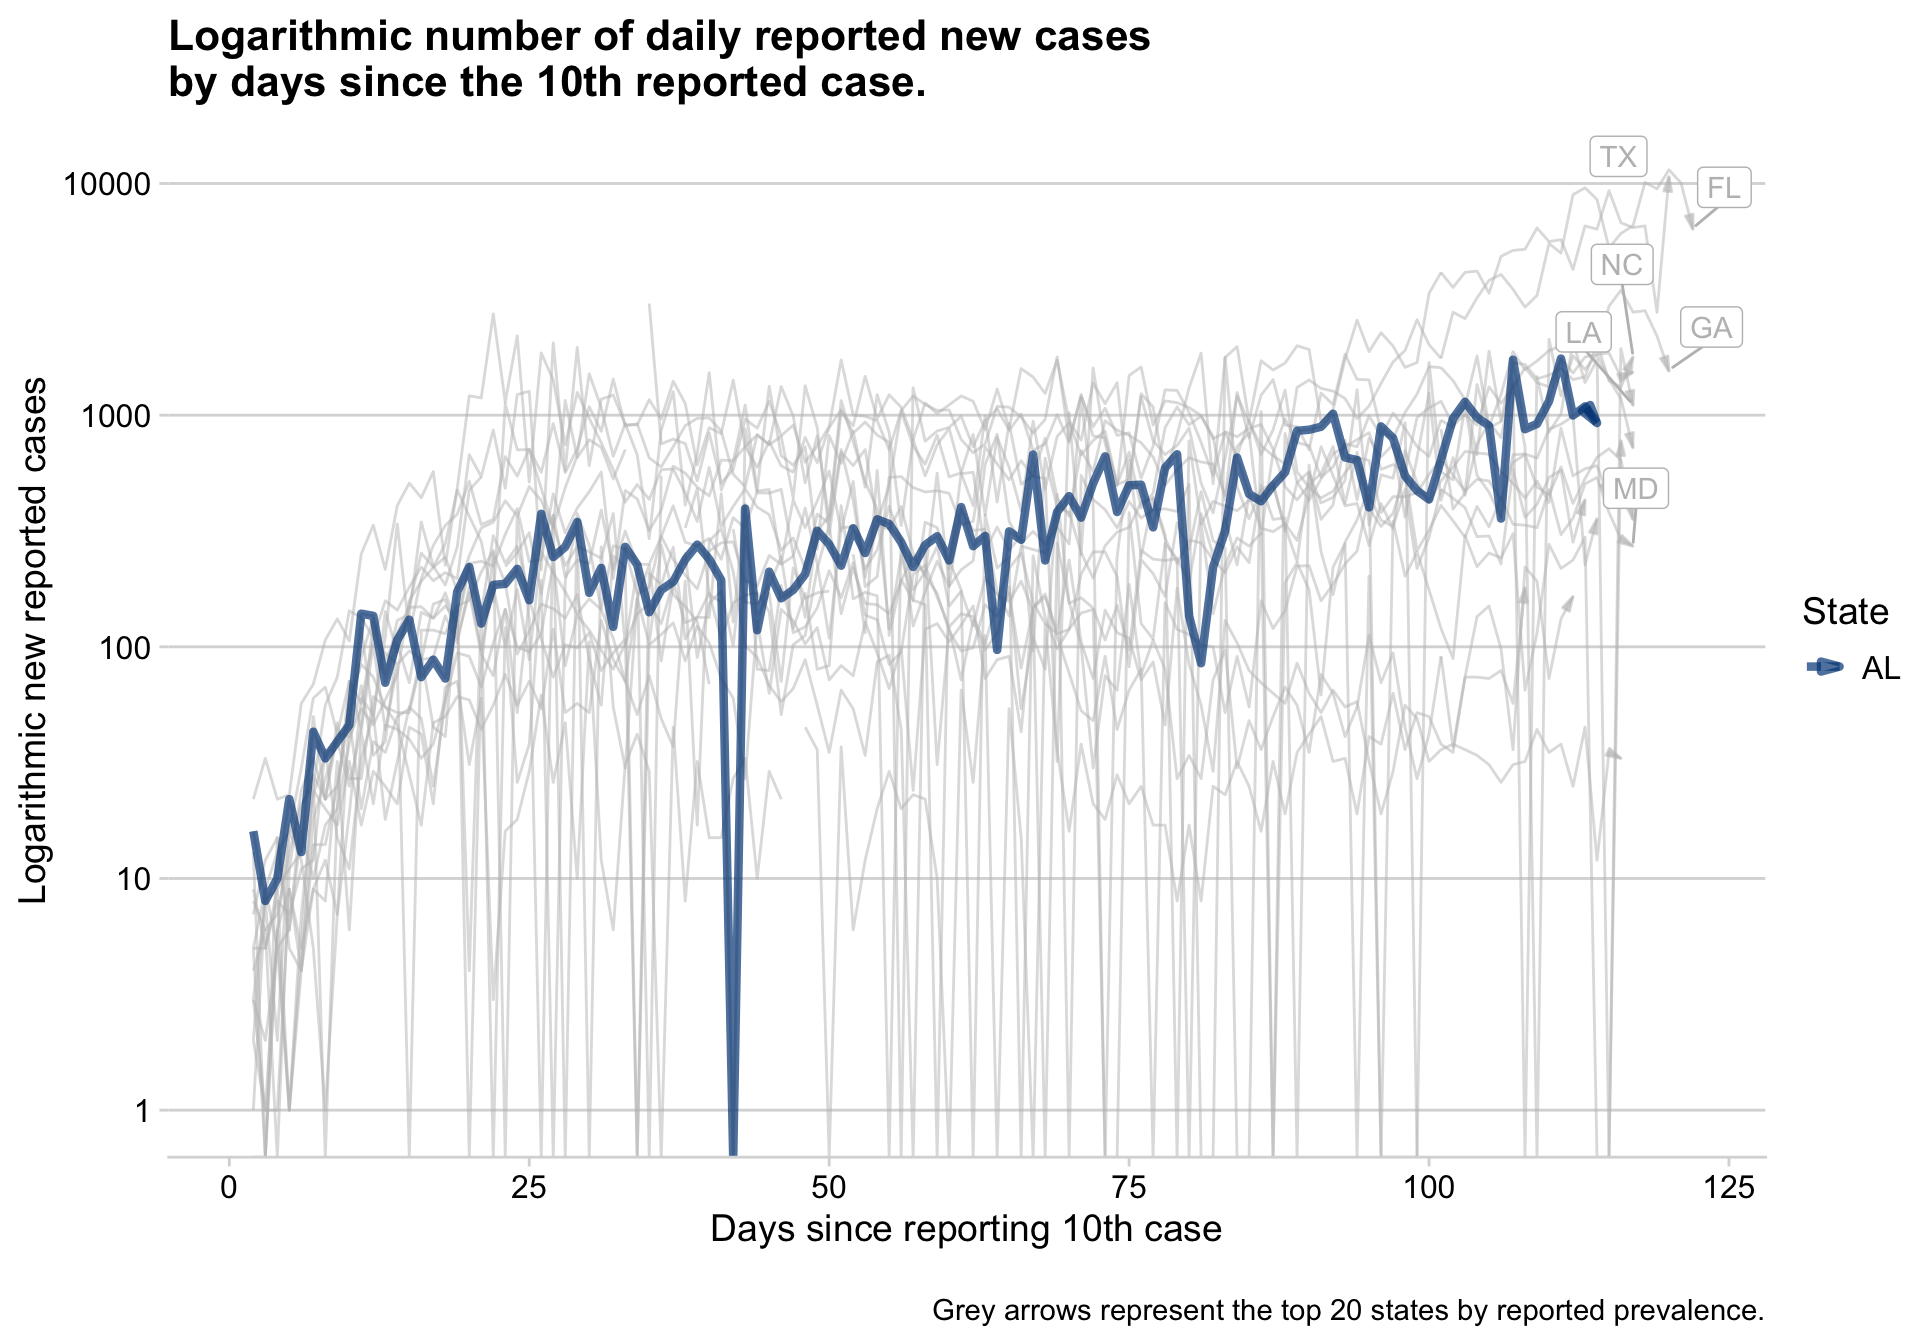 Logarithmic number of daily reported new cases
by days since the 10th reported case.
TX
10000
FL
NC
GA
LA
1000
Logarithmic new reported cases
MD
State
100
AL
10
1
0
25
50
75
100
125
Days since reporting 10th case
Grey arrows represent the top 20 states by reported prevalence.